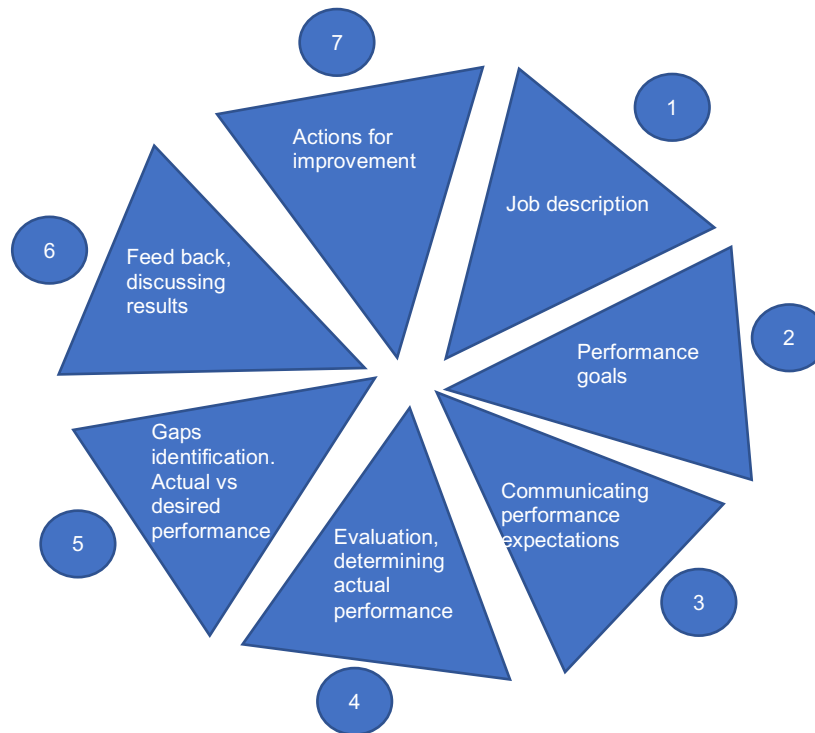 1
Job description
2
Performance
goals
3
Communicating
performance
expectations
4
Evaluation,
determining
actual
performance
5
Gaps
identification.
Actual vs
desired
performance
6
Feed back,
discussing
results
7
Actions for
improvement